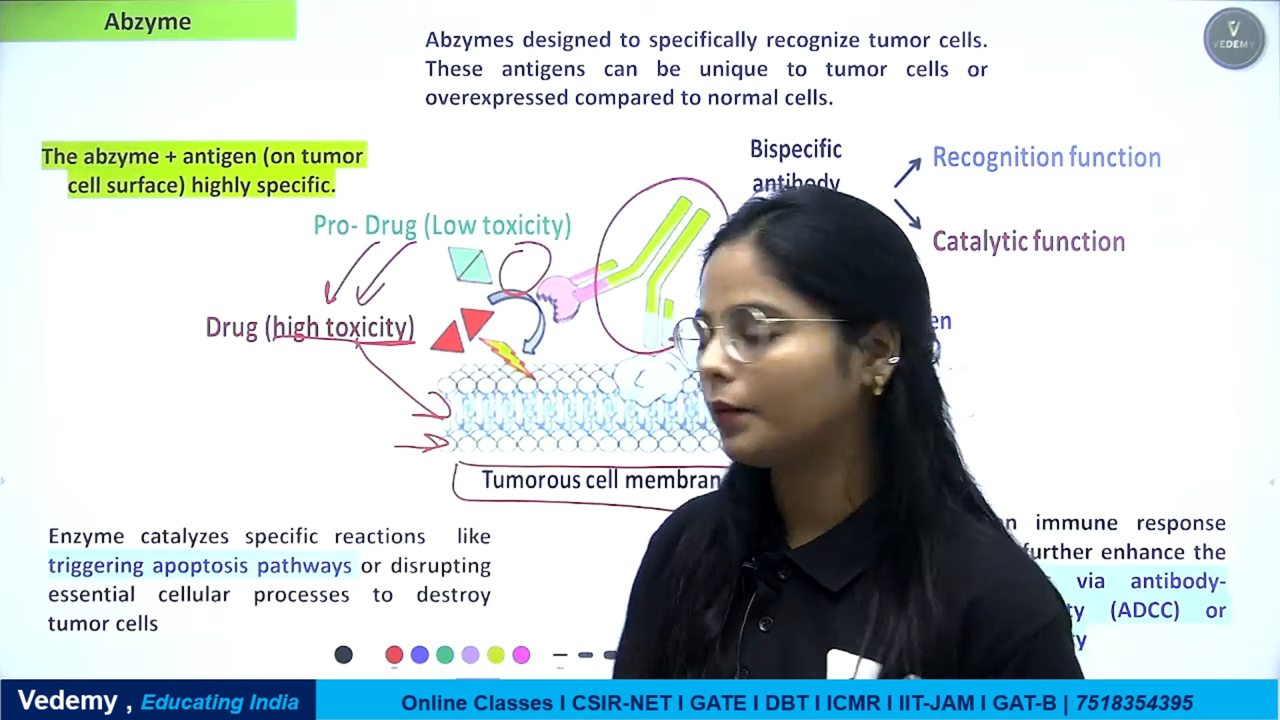 Abzyme
Abzymes designed to specifically recognize tumor cells.
These antigens can be unique to tumor cells or
overexpressed compared to normal cells.
V
VEDEMY
The abzyme + antigen (on tumor
cell surface) highly specific.
Bispecific
antibody
Recognition function
Catalytic function
Pro- Drug (Low toxicity)
Drug (high toxicity)
Tumorous cell
Enzyme catalyzes specific reactions like
triggering apoptosis pathways or disrupting
essential cellular processes to destroy
tumor cells
immune response
further enhance the
via antibody-
(ADCC) or
Vedemy , Educating India
Online Classes I CSIR-NET I GATE I DBT I ICMR I IIT-JAM I GAT-B | 7518354395